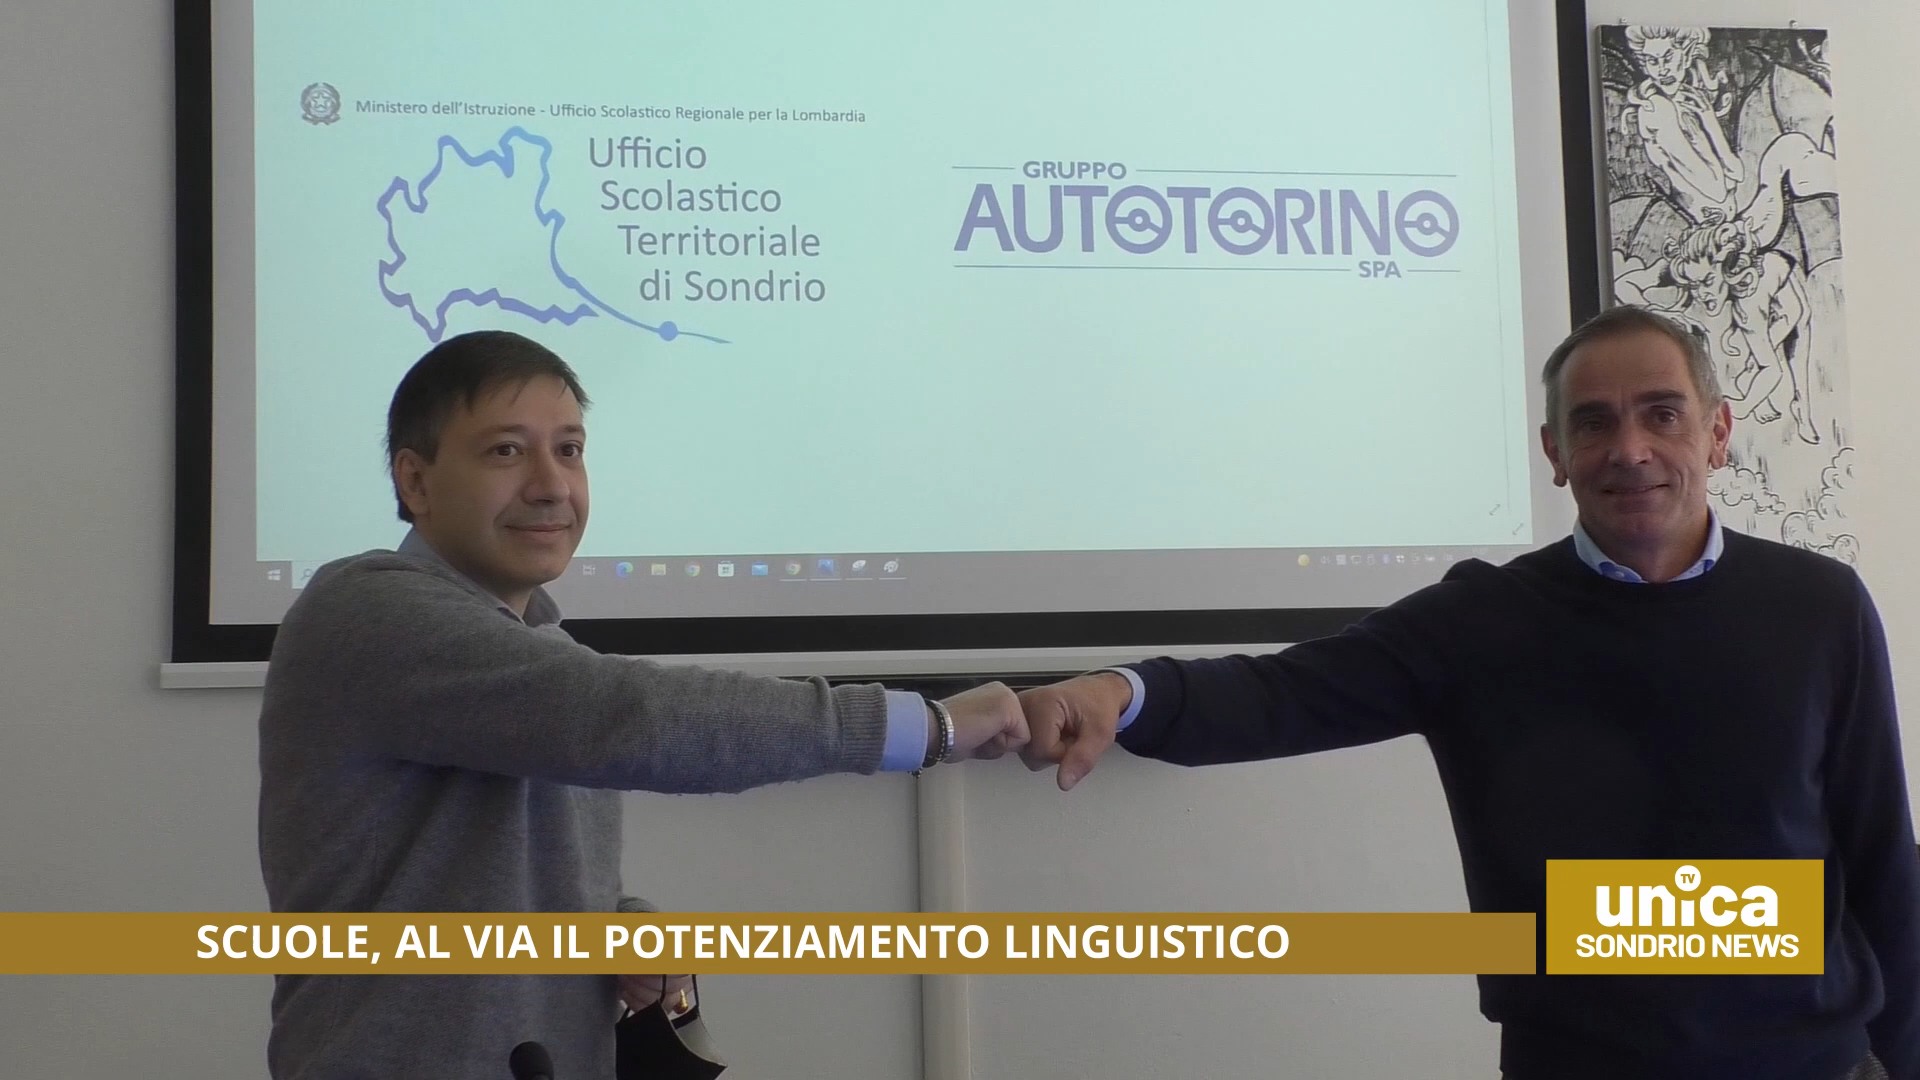 Ministero dell'Istruzione - Ufficio Scolastico Regionale per la Lombardia
Ufficio
Scolastico
Territoriale
di Sondrio
GRUPPO
AUTOTORINO
SPA
SCUOLE, AL VIA IL POTENZIAMENTO LINGUISTICO
TV
unica
SONDRIO NEWS